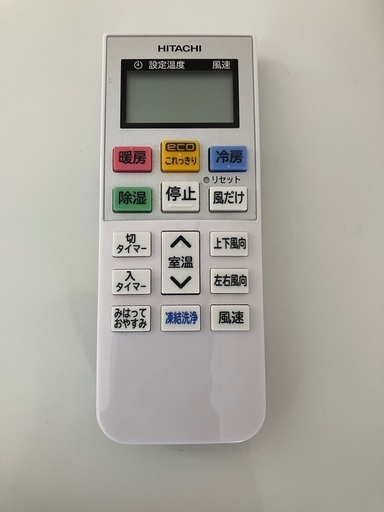 HITACHI
設定温度 風速
暖房
eco
これっきり
冷房
リセット
除湿
停止
風だけ
切
タイマー
室温
上下風向
入
タイマー
左右風向
みはって
おやすみ
凍結洗浄
風速